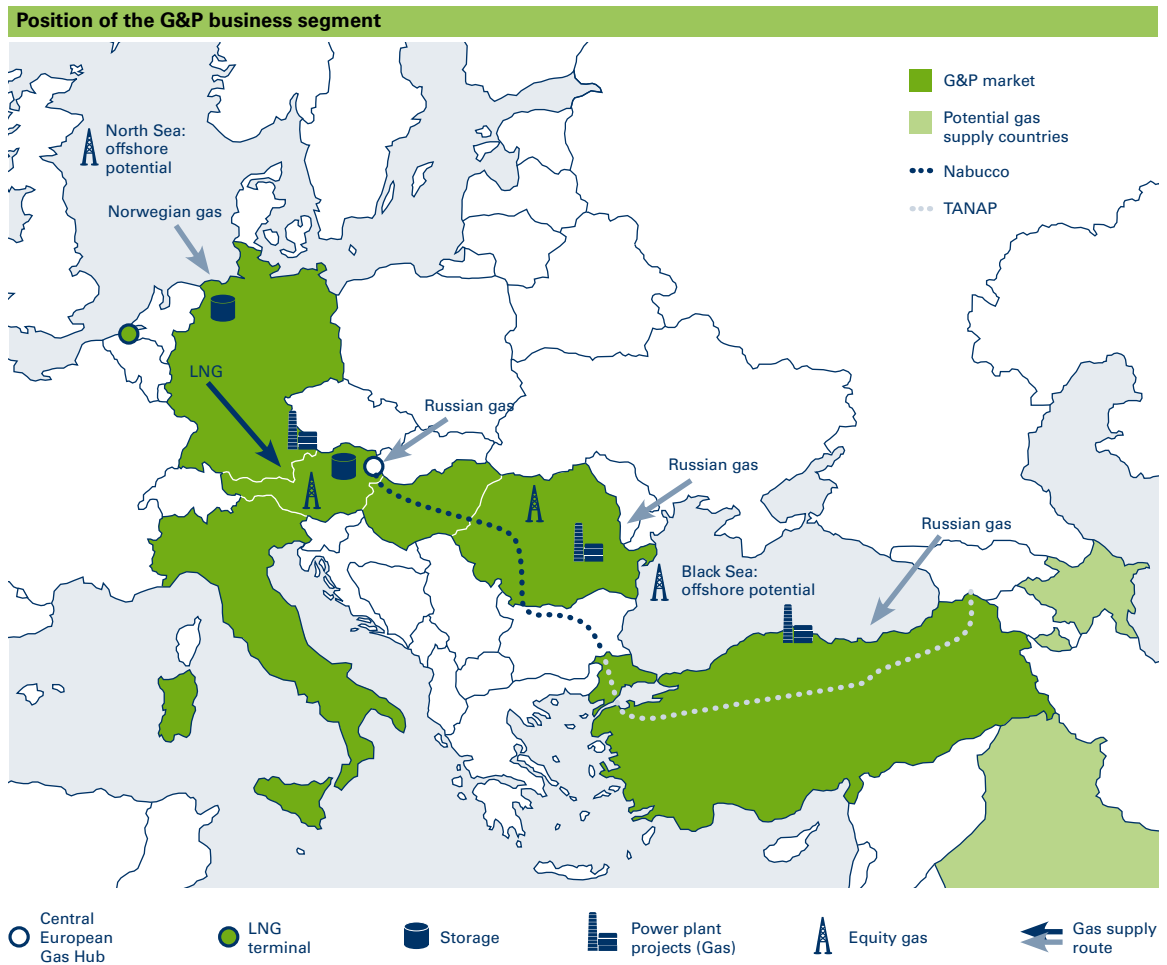 Position of the G&P business segment
G&P market
Potential gas
supply countries
Nabucco
TANAP
North Sea:
offshore
potential
Norwegian gas
LNG
Russian gas
Russian gas
Russian gas
Black Sea:
offshore potential
Central
European
Gas Hub
LNG
terminal
Storage
Power plant
projects (Gas)
Equity gas
Gas supply
route